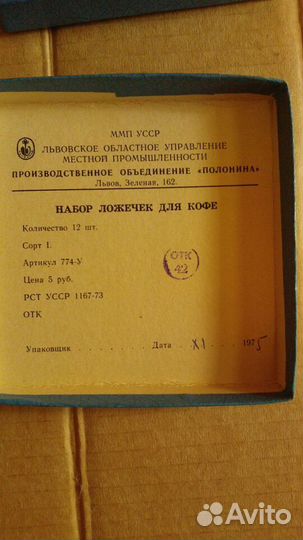 ММП УССР
ЛЬВОВСКОЕ ОБЛАСТНОЕ УПРАВЛЕНИЕ
МЕСТНОЙ ПРОМЫШЛЕННОСТИ
ПРОИЗВОДСТВЕННОЕ ОБЪЕДИНЕНИЕ «ПОЛОНИНА»
Львов, Зеленая, 162.
НАБОР ЛОЖЕЧЕК ДЛЯ КОФЕ
Количество 12 шт.
Сорт I.
Артикул 774-У
Цена 5 руб.
РСТ УССР 1167-73
ОТК
ОТК
42
Упаковщик . . . . . . . Дата . XI . . 1975
Avito